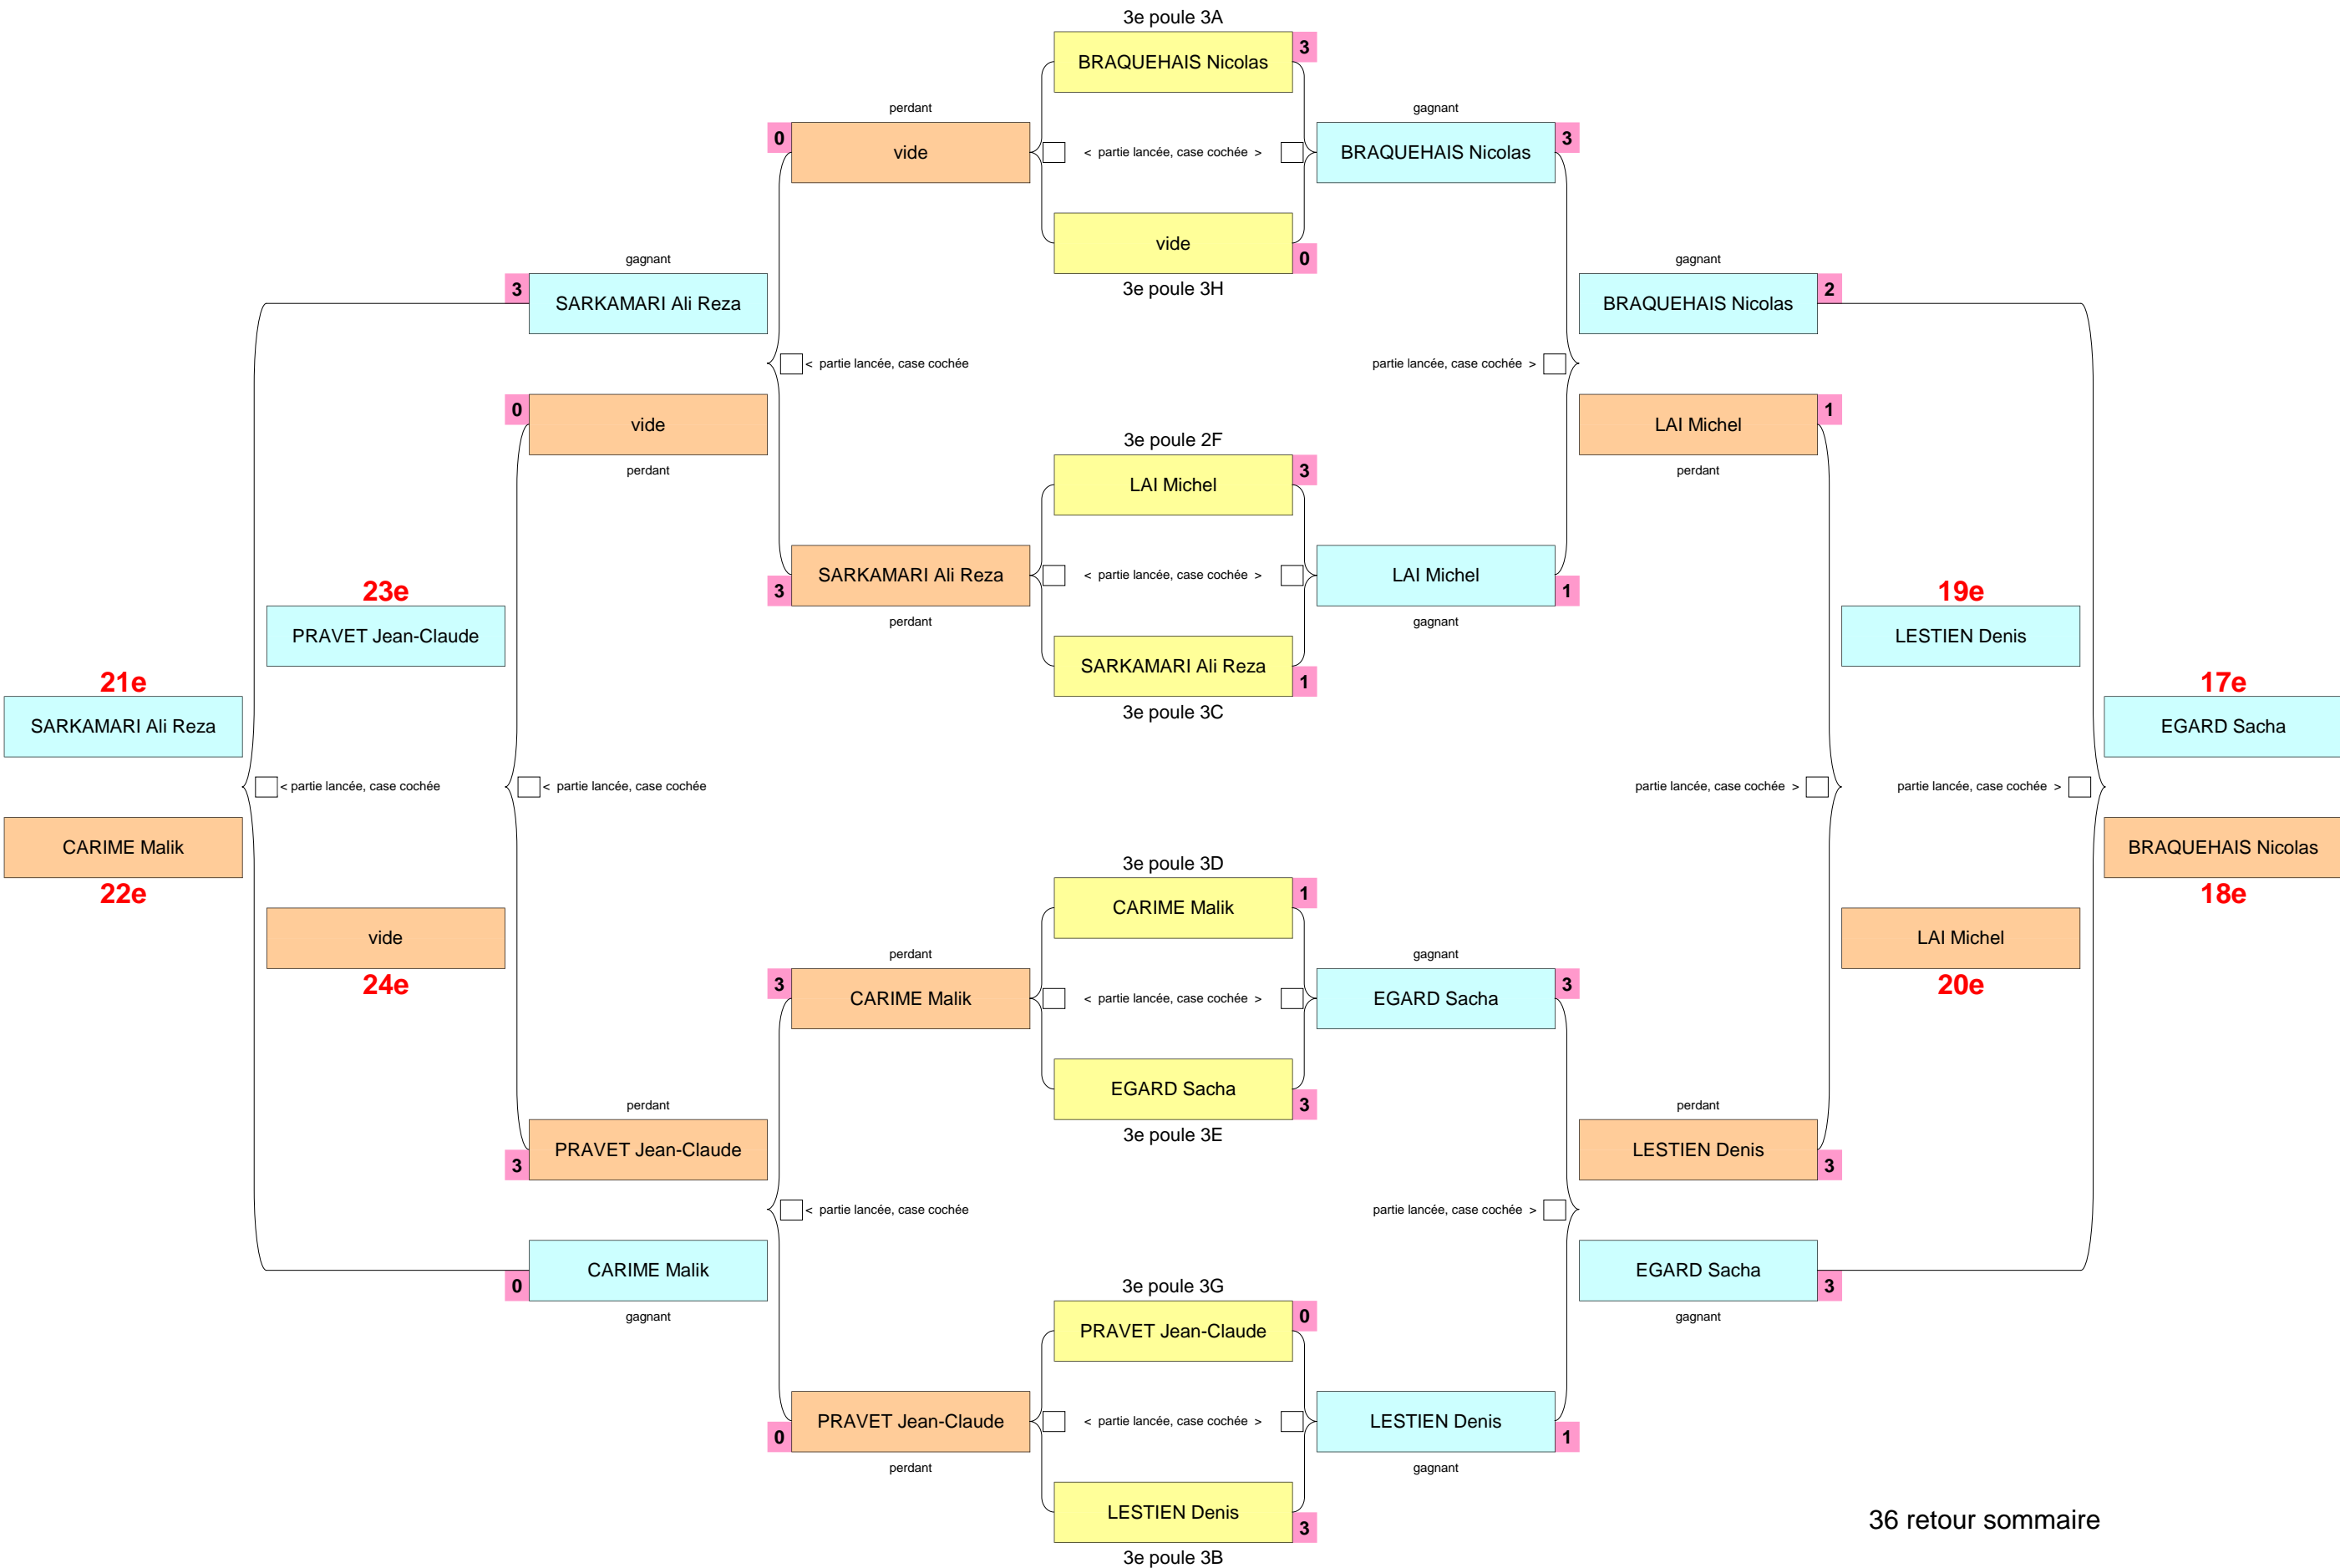 3e poule 3A
BRAQUEHAIS Nicolas
3
perdant
gagnant
0
vide
< partie lancée, case cochée >
BRAQUEHAIS Nicolas
3
vide
0
3e poule 3H
gagnant
3
SARKAMARI Ali Reza
gagnant
BRAQUEHAIS Nicolas
2
< partie lancée, case cochée
partie lancée, case cochée >
0
vide
perdant
LAI Michel
1
perdant
3e poule 2F
LAI Michel
3
SARKAMARI Ali Reza
3
perdant
< partie lancée, case cochée >
LAI Michel
1
gagnant
SARKAMARI Ali Reza
1
3e poule 3C
23e
PRAVET Jean-Claude
19e
LESTIEN Denis
21e
SARKAMARI Ali Reza
17e
EGARD Sacha
< partie lancée, case cochée
< partie lancée, case cochée
partie lancée, case cochée >
partie lancée, case cochée >
CARIME Malik
22e
BRAQUEHAIS Nicolas
18e
3e poule 3D
CARIME Malik
1
vide
24e
LAI Michel
20e
perdant
gagnant
3
CARIME Malik
< partie lancée, case cochée >
EGARD Sacha
3
EGARD Sacha
3
3e poule 3E
perdant
PRAVET Jean-Claude
3
perdant
LESTIEN Denis
3
< partie lancée, case cochée
partie lancée, case cochée >
CARIME Malik
0
gagnant
EGARD Sacha
3
gagnant
3e poule 3G
PRAVET Jean-Claude
0
PRAVET Jean-Claude
0
perdant
< partie lancée, case cochée >
LESTIEN Denis
1
gagnant
LESTIEN Denis
3
3e poule 3B
36 retour sommaire